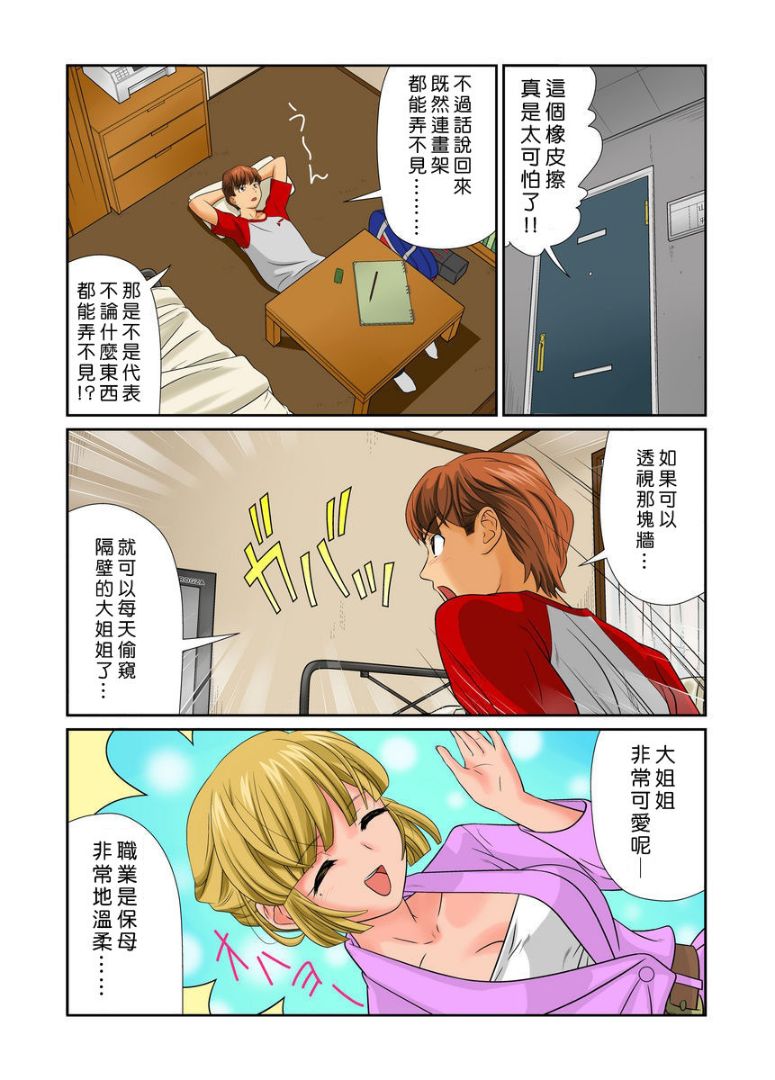 這個橡皮擦
真是太可怕了!!
不過話說回來
既然連畫架
都能弄不見………
う〜ん
那是不是代表
不論什麼東西
都能弄不見!?
如果可以
透視那塊牆…
ガバッ
就可以每天偷窺
隔壁的大姐姐了…
大姐姐
非常可愛呢—
職業是保母
非常地溫柔……
オハヨー